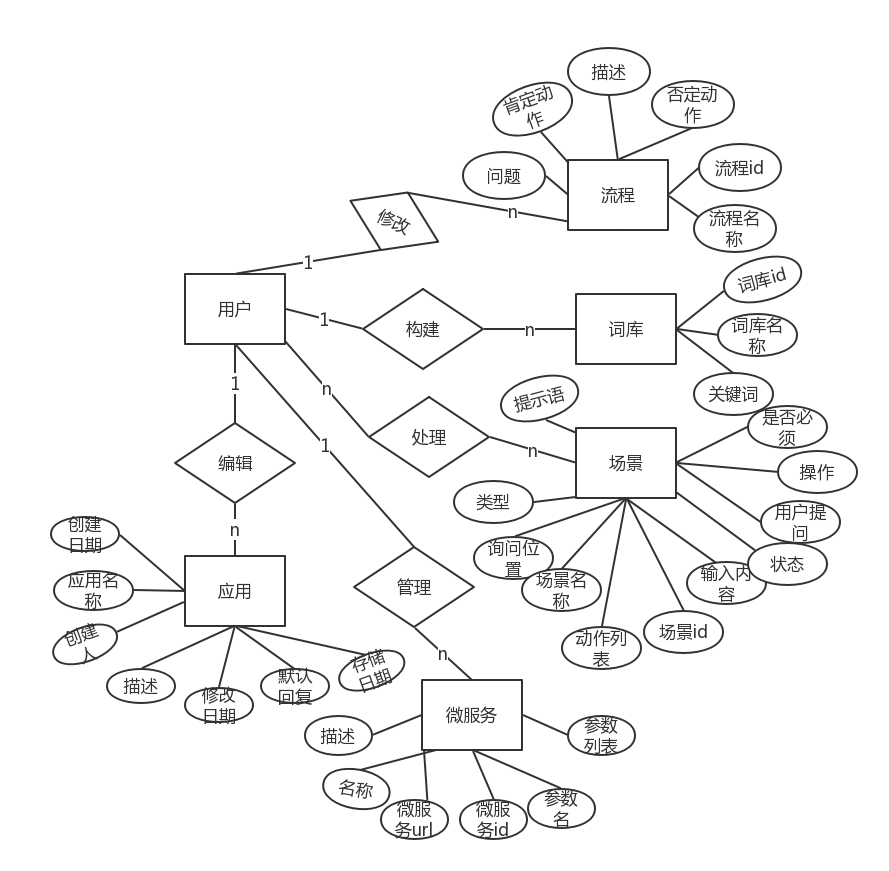 描述
肯定动
作
否定动
作
问题
流程
流程id
流程名
称
修改
n
1
用户
1
构建
n
词库
词库id
词库名
称
关键词
1
n
1
处理
n
提示语
场景
是否必
须
操作
用户提
问
状态
类型
询问位
置
场景名
称
动作列
表
场景id
输入内
容
编辑
n
应用
创建
日期
应用名
称
创建
人
描述
修改
日期
默认
回复
存储
日期
管理
n
微服务
描述
名称
微服
务url
微服
务id
参数
名
参数
列表